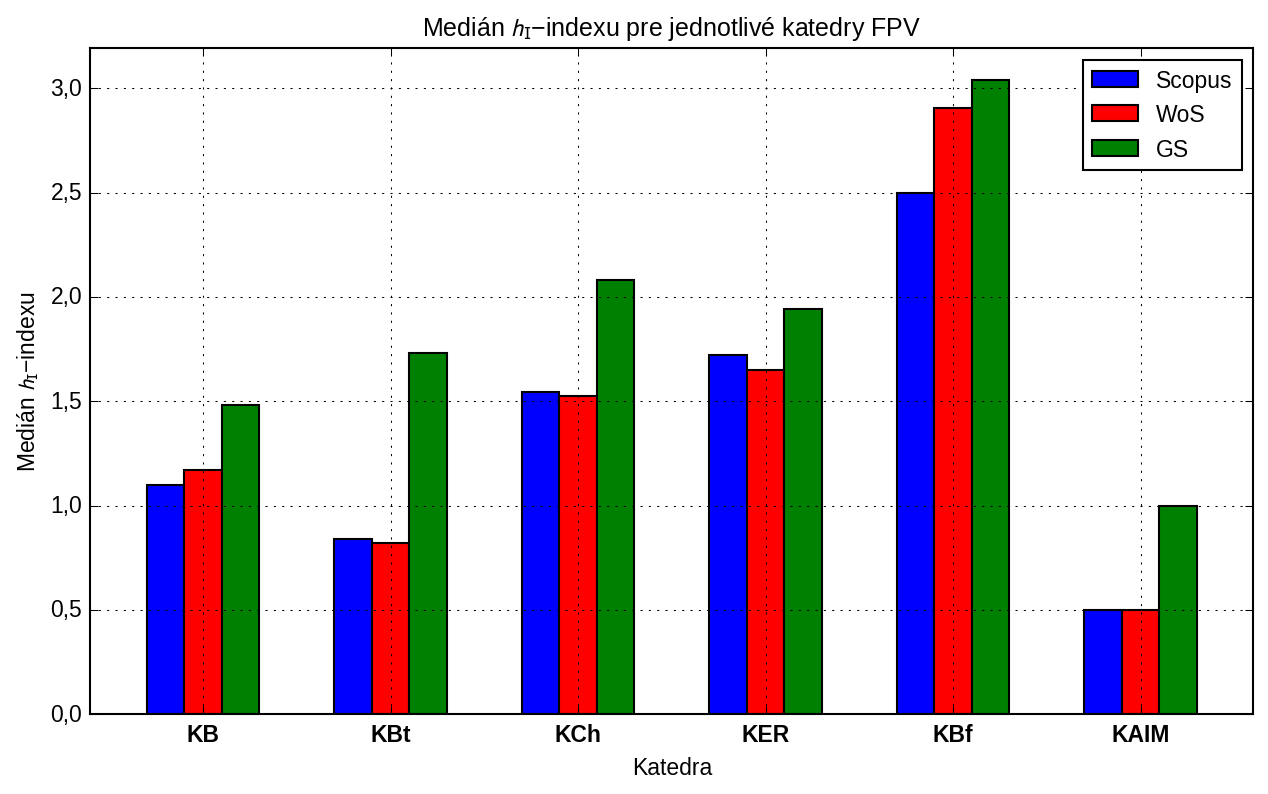 Medián hI−indexu pre jednotlivé katedry FPV
Scopus
WoS
GS
Medián hI−indexu
3,0
2,5
2,0
1,5
1,0
0,5
0,0
KB KBt KCh KER KBf KAIM
Katedra